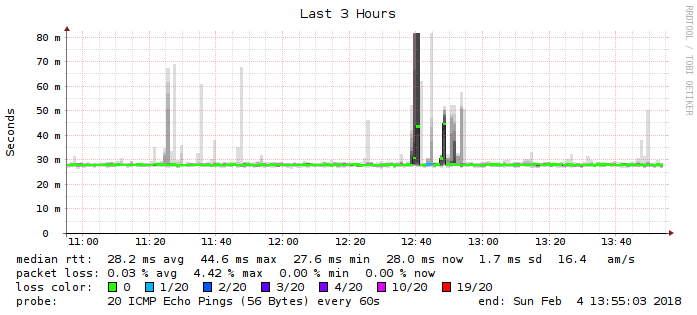 Last 3 Hours
RRDTOOL / TOBI OETIKER
Seconds
80 m
70 m
60 m
50 m
40 m
30 m
20 m
10 m
0
11:00 11:20 11:40 12:00 12:20 12:40 13:00 13:20 13:40
median rtt: 28.2 ms avg 44.6 ms max 27.6 ms min 28.0 ms now 1.7 ms sd 16.4 am/s
packet loss: 0.03 % avg 4.42 % max 0.00 % min 0.00 % now
loss color: 0 1/20 2/20 3/20 4/20 10/20 19/20
probe: 20 ICMP Echo Pings (56 Bytes) every 60s end: Sun Feb 4 13:55:03 2018